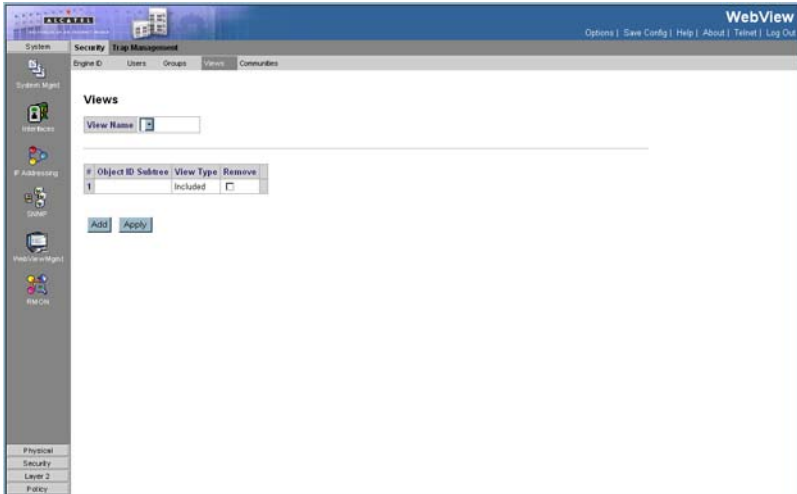 ALCATEL
WebView
Options | Save Config | Help | About | Telnet | Log Out
System
Security Trap Management
Engine ID Users Groups Views Communities
System Mgmt
Interfaces
IP Addressing
SNMP
WebView Mgmt
RMON
Views
View Name
# Object ID Subtree View Type Remove
1 Included
Add Apply
Physical
Security
Layer 2
Policy